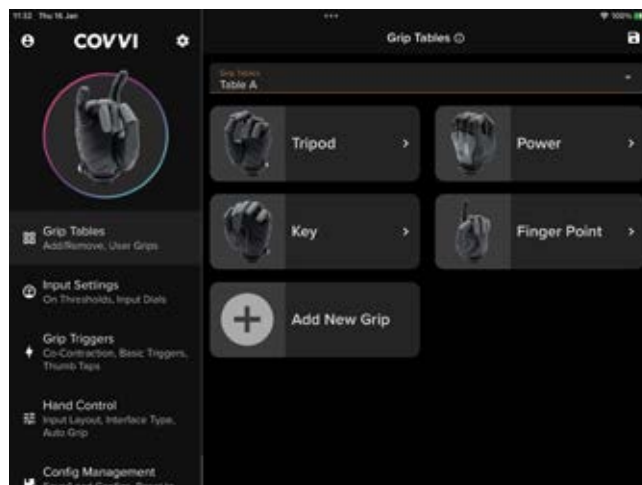 11:32 Thu 16 Jan
100%
COVVI
Grip Tables
Grip Tables
Table A
Tripod
Power
Key
Finger Point
Add New Grip
Grip Tables
Add/Remove, User Grips
Input Settings
On Thresholds, Input Dials
Grip Triggers
Co-Contraction, Basic Triggers,
Thumb Taps
Hand Control
Input Layout, Interface Type,
Auto Grip
Config Management